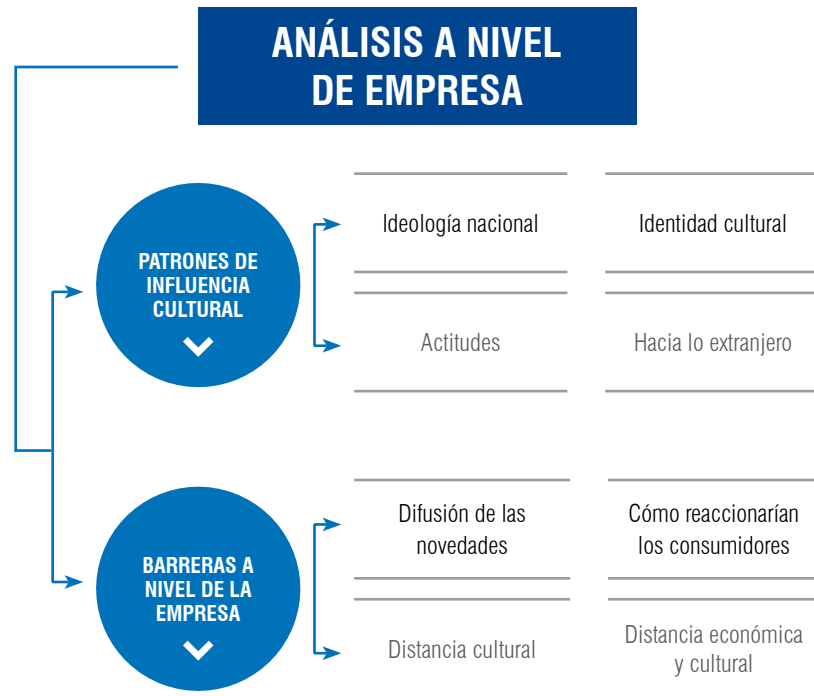 ANÁLISIS A NIVEL
DE EMPRESA
PATRONES DE
INFLUENCIA
CULTURAL
Ideología nacional
Identidad cultural
Actitudes
Hacia lo extranjero
BARRERAS A
NIVEL DE LA
EMPRESA
Difusión de las
novedades
Cómo reaccionarían
los consumidores
Distancia cultural
Distancia económica
y cultural